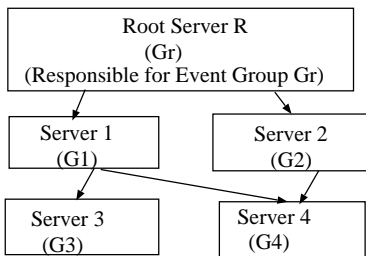 Root Server R
(Gr)
(Responsible for Event Group Gr)
Server 1
(G1)
Server 2
(G2)
Server 3
(G3)
Server 4
(G4)